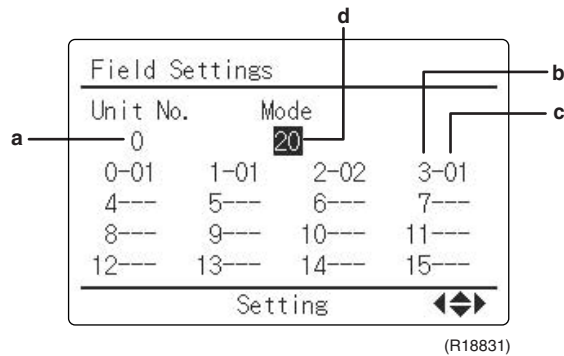 d
Field Settings
b
Unit No. Mode
c
a
0 20
0-01 1-01 2-02 3-01
4--- 5--- 6--- 7---
8--- 9--- 10--- 11---
12--- 13--- 14--- 15---
Setting
(R18831)